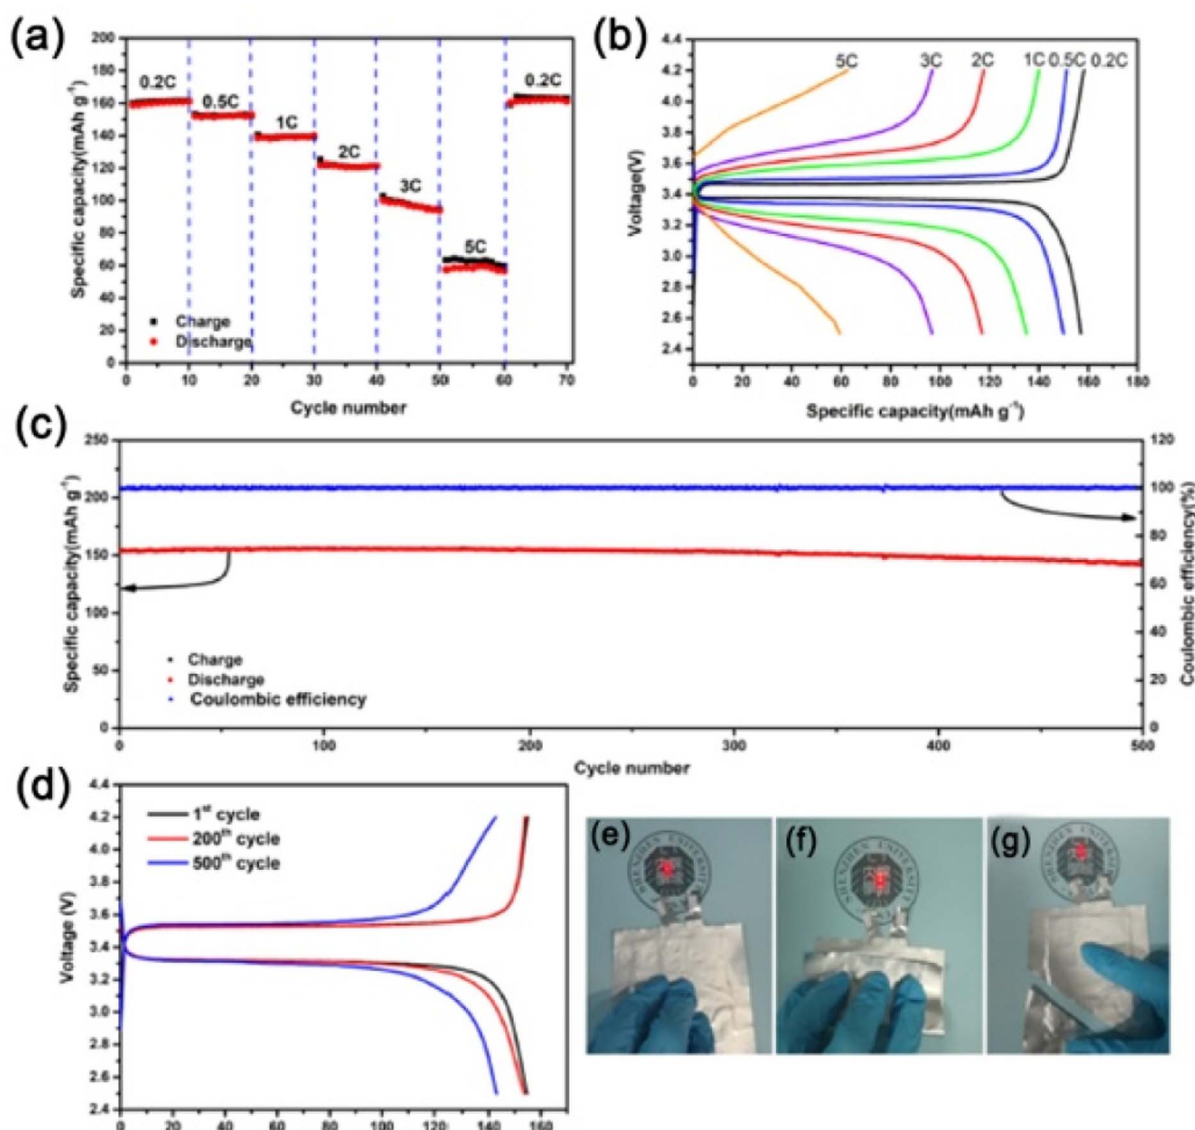 (a)
200
180
160
140
120
100
80
60
40
20
0
Specific capacity(mAh g⁻¹)
0.2C
0.5C
1C
2C
3C
5C
0.2C
Charge
Discharge
0 10 20 30 40 50 60 70
Cycle number
(b)
4.4
4.2
4.0
3.8
3.6
3.4
3.2
3.0
2.8
2.6
2.4
Voltage(V)
5C 3C 2C 1C 0.5C 0.2C
0 20 40 60 80 100 120 140 160 180
Specific capacity(mAh g⁻¹)
(c)
250
200
150
100
50
0
Specific capacity(mAh g⁻¹)
120
100
80
60
40
20
0
Coulombic efficiency(%)
Charge
Discharge
Coulombic efficiency
0 100 200 300 400 500
Cycle number
(d)
4.4
4.2
4.0
3.8
3.6
3.4
3.2
3.0
2.8
2.6
2.4
Voltage (V)
1ˢᵗ cycle
200ᵗʰ cycle
500ᵗʰ cycle
0 20 40 60 80 100 120 140 160
(e)
SHENZHEN UNIVERSITY
(f)
SHENZHEN UNIVERSITY
(g)
SHENZHEN UNIVERSITY